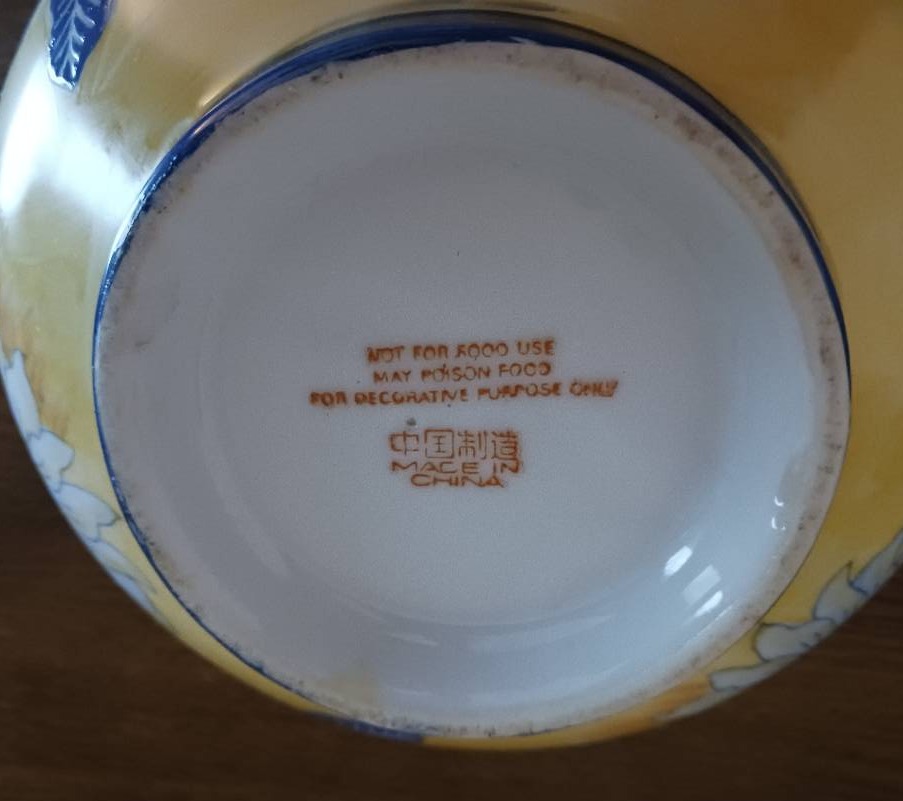 NOT FOR FOOD USE
MAY POISON FOOD
FOR DECORATIVE PURPOSE ONLY
中国制造
MADE IN
CHINA